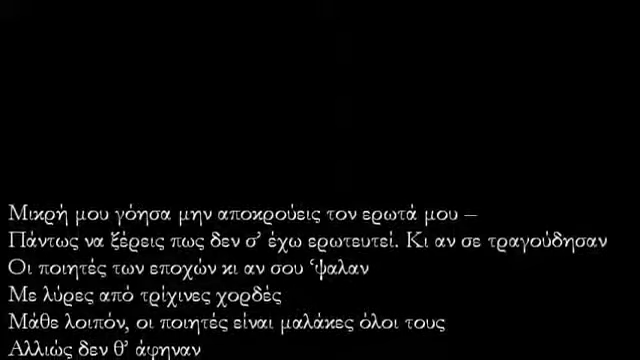 Μικρή μου γόησα μην αποκρούεις τον ερωτά μου –
Πάντως να ξέρεις πως δεν σ’ έχω ερωτευτεί. Κι αν σε τραγούδησαν
Οι ποιητές των εποχών κι αν σου ‘ψαλαν
Με λύρες από τρίχινες χορδές
Μάθε λοιπόν, οι ποιητές είναι μαλάκες όλοι τους
Αλλιώς δεν θ’ άφηναν